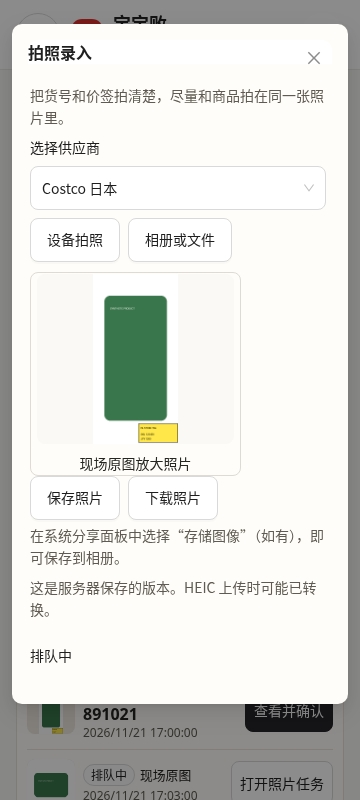 拍照录入
把货号和价签拍清楚，尽量和商品拍在同一张照
片里。
选择供应商
Costco 日本
设备拍照
相册或文件
现场原图放大照片
保存照片
下载照片
在系统分享面板中选择“存储图像”（如有），即
可保存到相册。
这是服务器保存的版本。HEIC 上传时可能已转
换。
排队中
891021
查看并确认
2026/11/21 17:00:00
排队中
现场原图
打开照片任务
2026/11/21 17:03:00